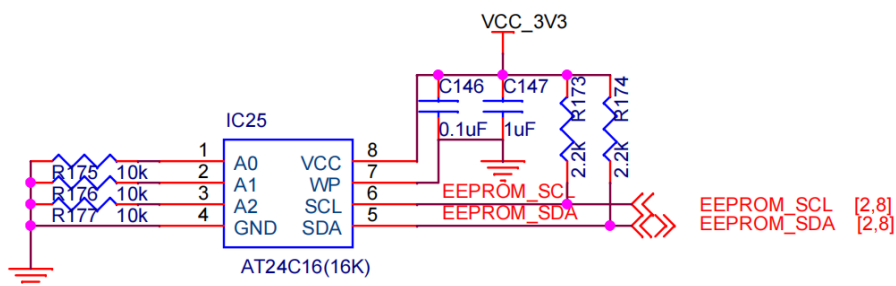 VCC_3V3
C146 C147 R173 R174
IC25
0.1uF 1uF 2.2k 2.2k
1 A0 VCC 8
R175 10k
2 A1 WP 7
R176 10k
3 A2 SCL 6 EEPROM_SCL EEPROM_SCL [2,8]
R177 10k
4 GND SDA 5 EEPROM_SDA EEPROM_SDA [2,8]
AT24C16(16K)